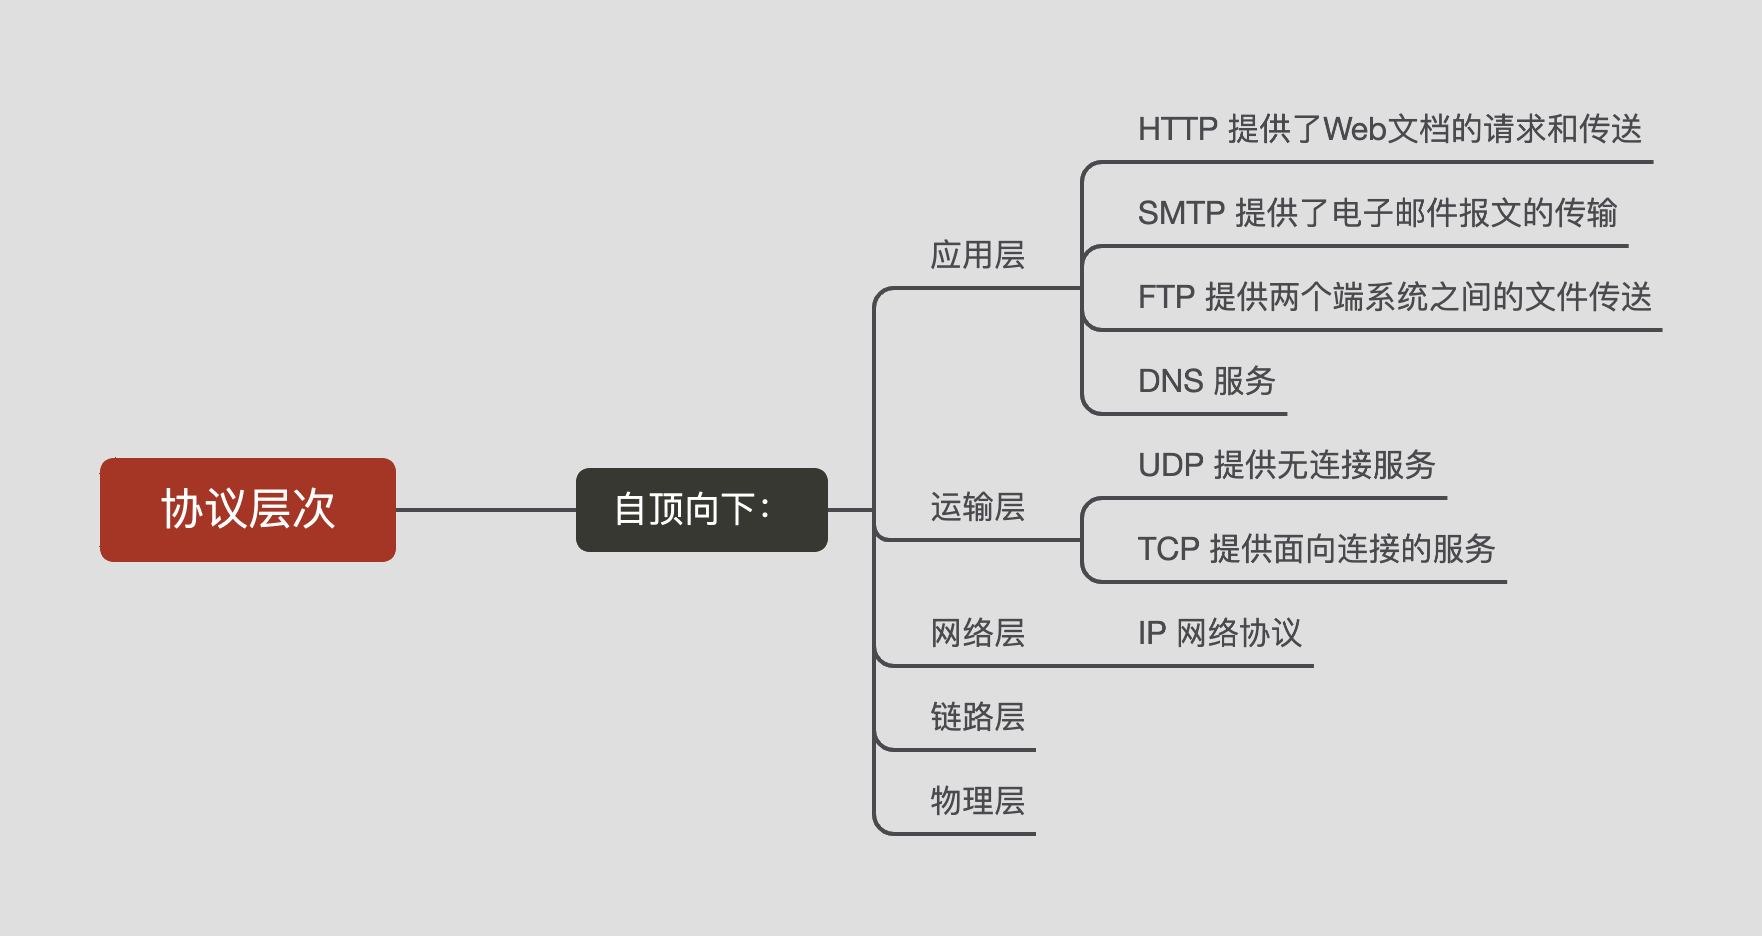 协议层次
自顶向下：
应用层
HTTP 提供了Web文档的请求和传送
SMTP 提供了电子邮件报文的传输
FTP 提供两个端系统之间的文件传送
DNS 服务
运输层
UDP 提供无连接服务
TCP 提供面向连接的服务
网络层
IP 网络协议
链路层
物理层